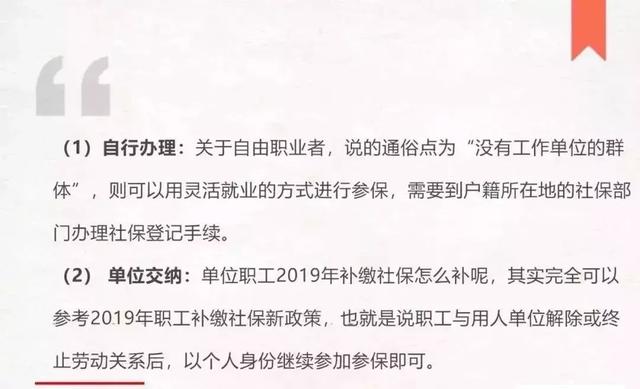 （1）自行办理：关于自由职业者，说的通俗点为“没有工作单位的群
体”，则可以用灵活就业的方式进行参保，需要到户籍所在地的社保部
门办理社保登记手续。
（2） 单位交纳：单位职工2019年补缴社保怎么补呢，其实完全可以
参考2019年职工补缴社保新政策，也就是说职工与用人单位解除或终
止劳动关系后，以个人身份继续参加参保即可。